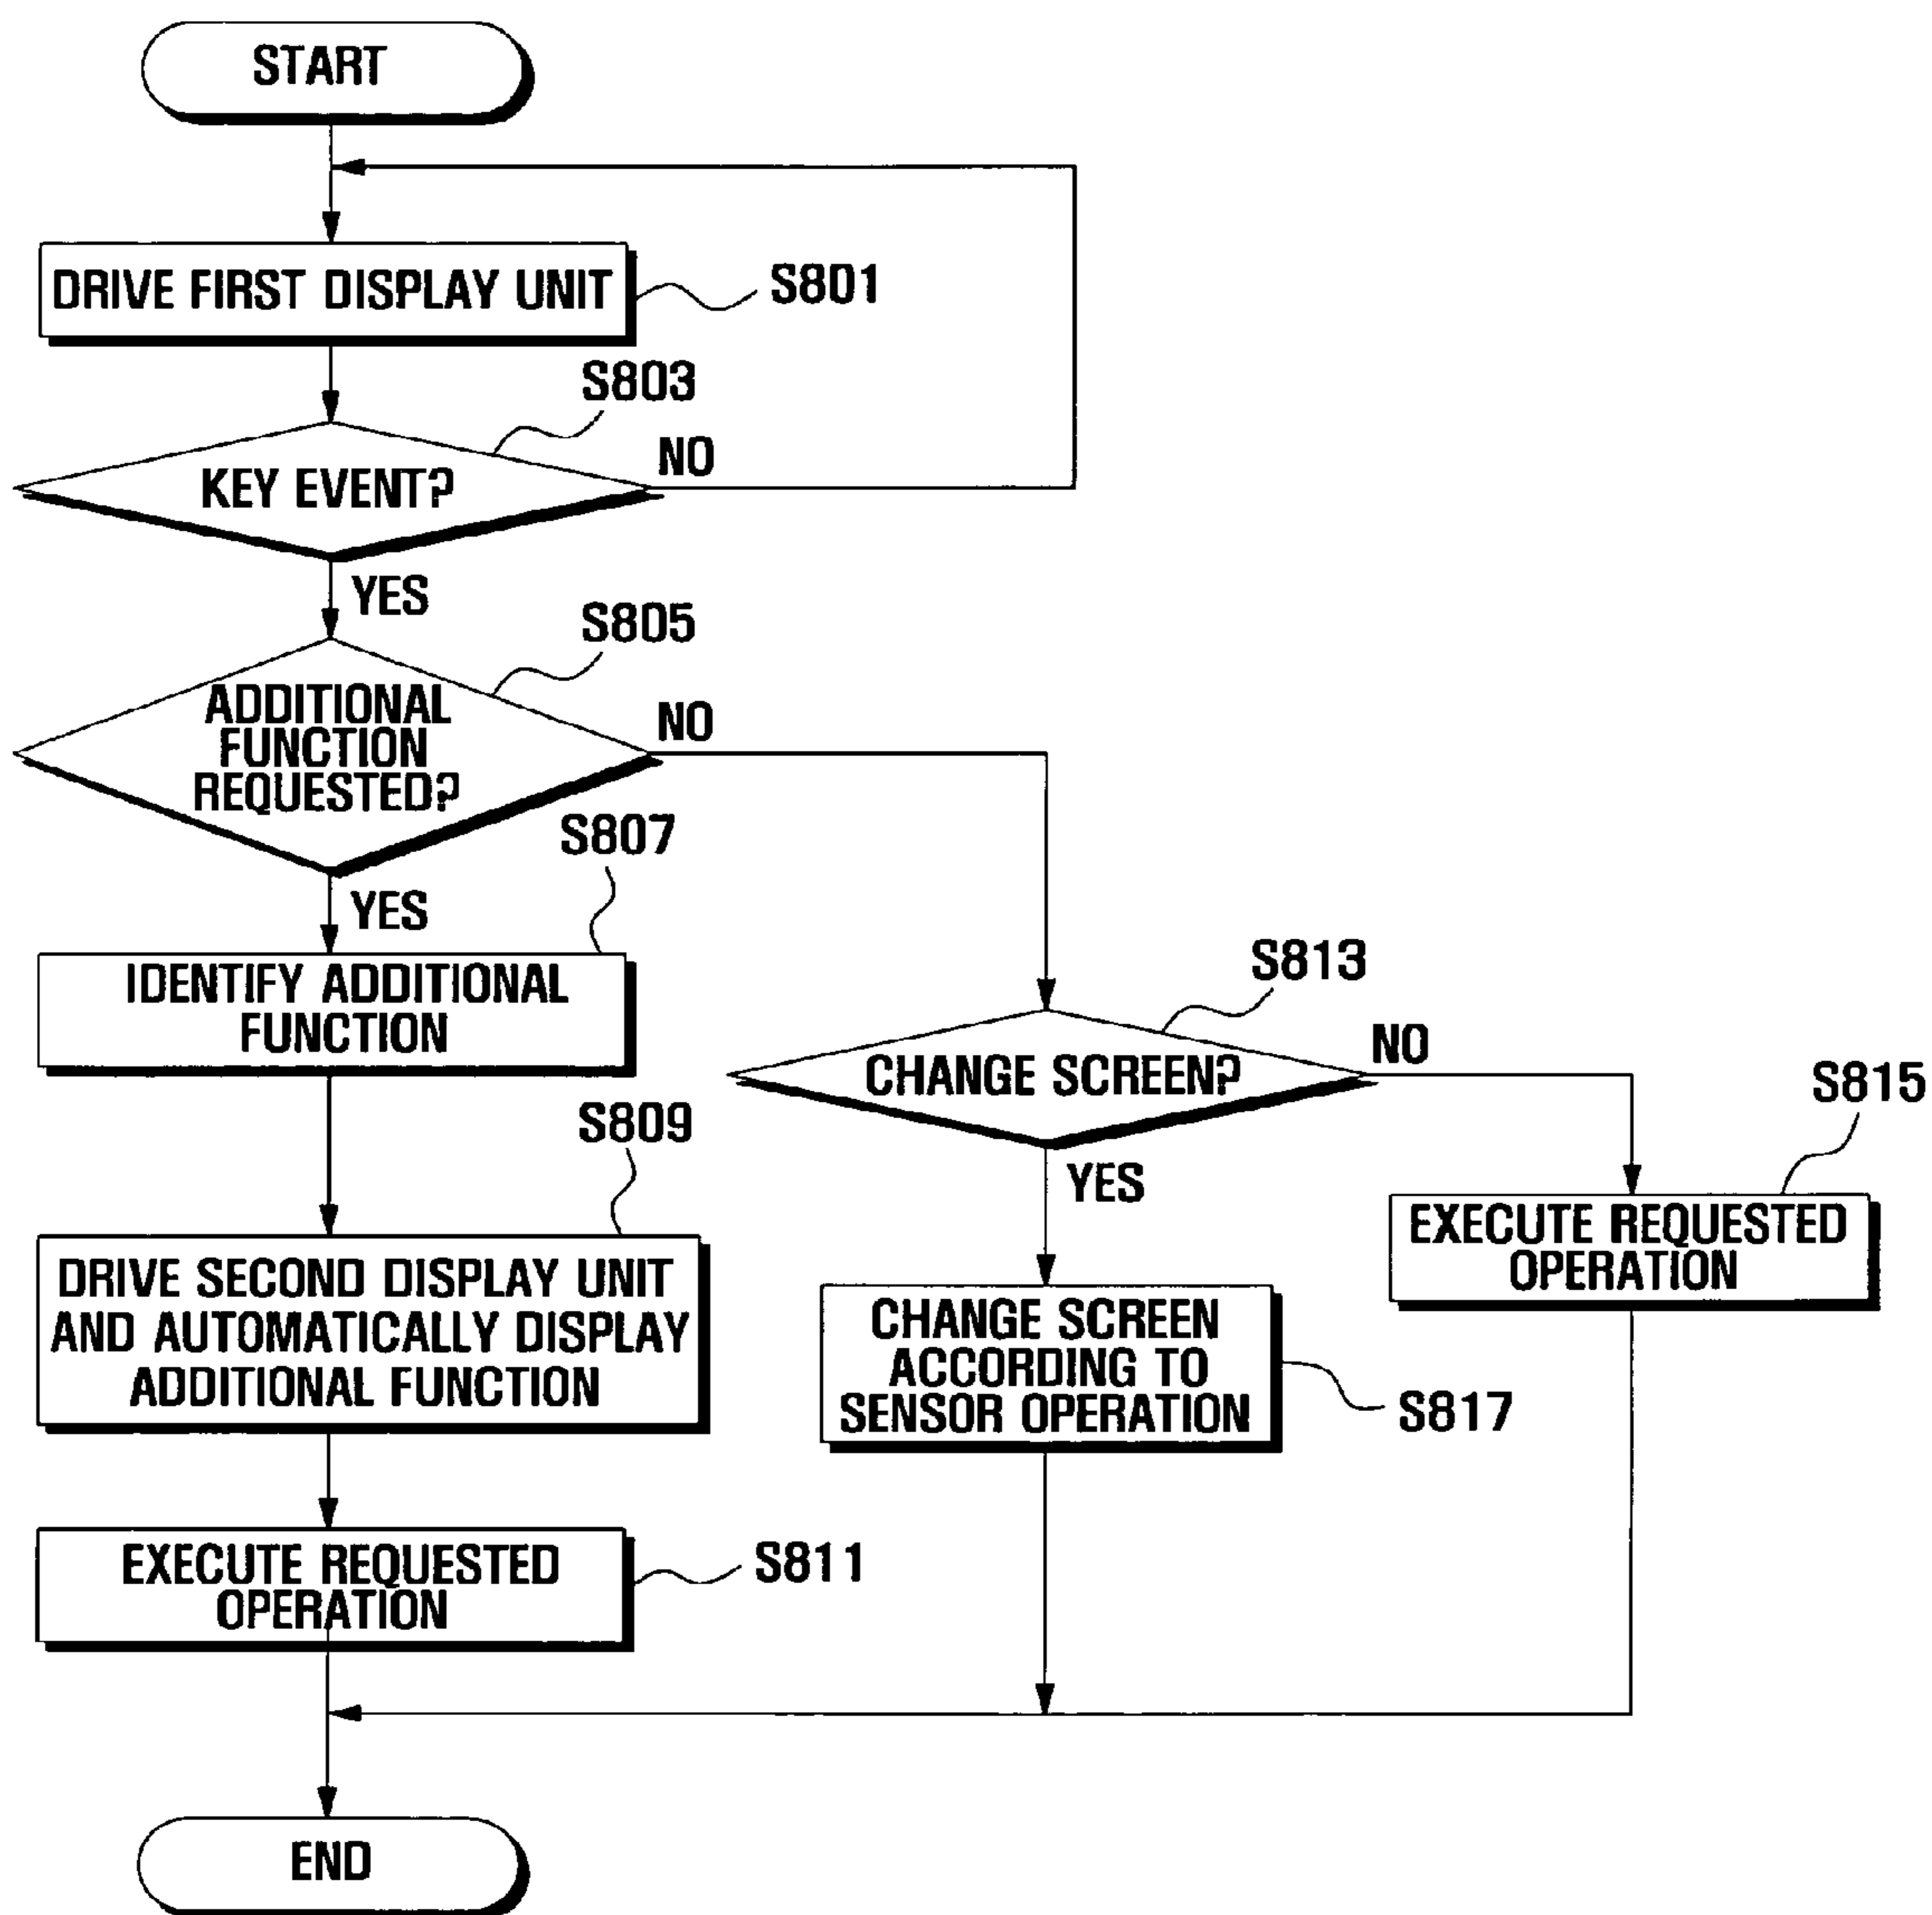 START
DRIVE FIRST DISPLAY UNIT
S801
S803
KEY EVENT?
NO
YES
S805
ADDITIONAL
FUNCTION
REQUESTED?
NO
S807
YES
IDENTIFY ADDITIONAL
FUNCTION
S809
DRIVE SECOND DISPLAY UNIT
AND AUTOMATICALLY DISPLAY
ADDITIONAL FUNCTION
EXECUTE REQUESTED
OPERATION
S811
S813
CHANGE SCREEN?
NO
YES
S815
EXECUTE REQUESTED
OPERATION
CHANGE SCREEN
ACCORDING TO
SENSOR OPERATION
S817
END